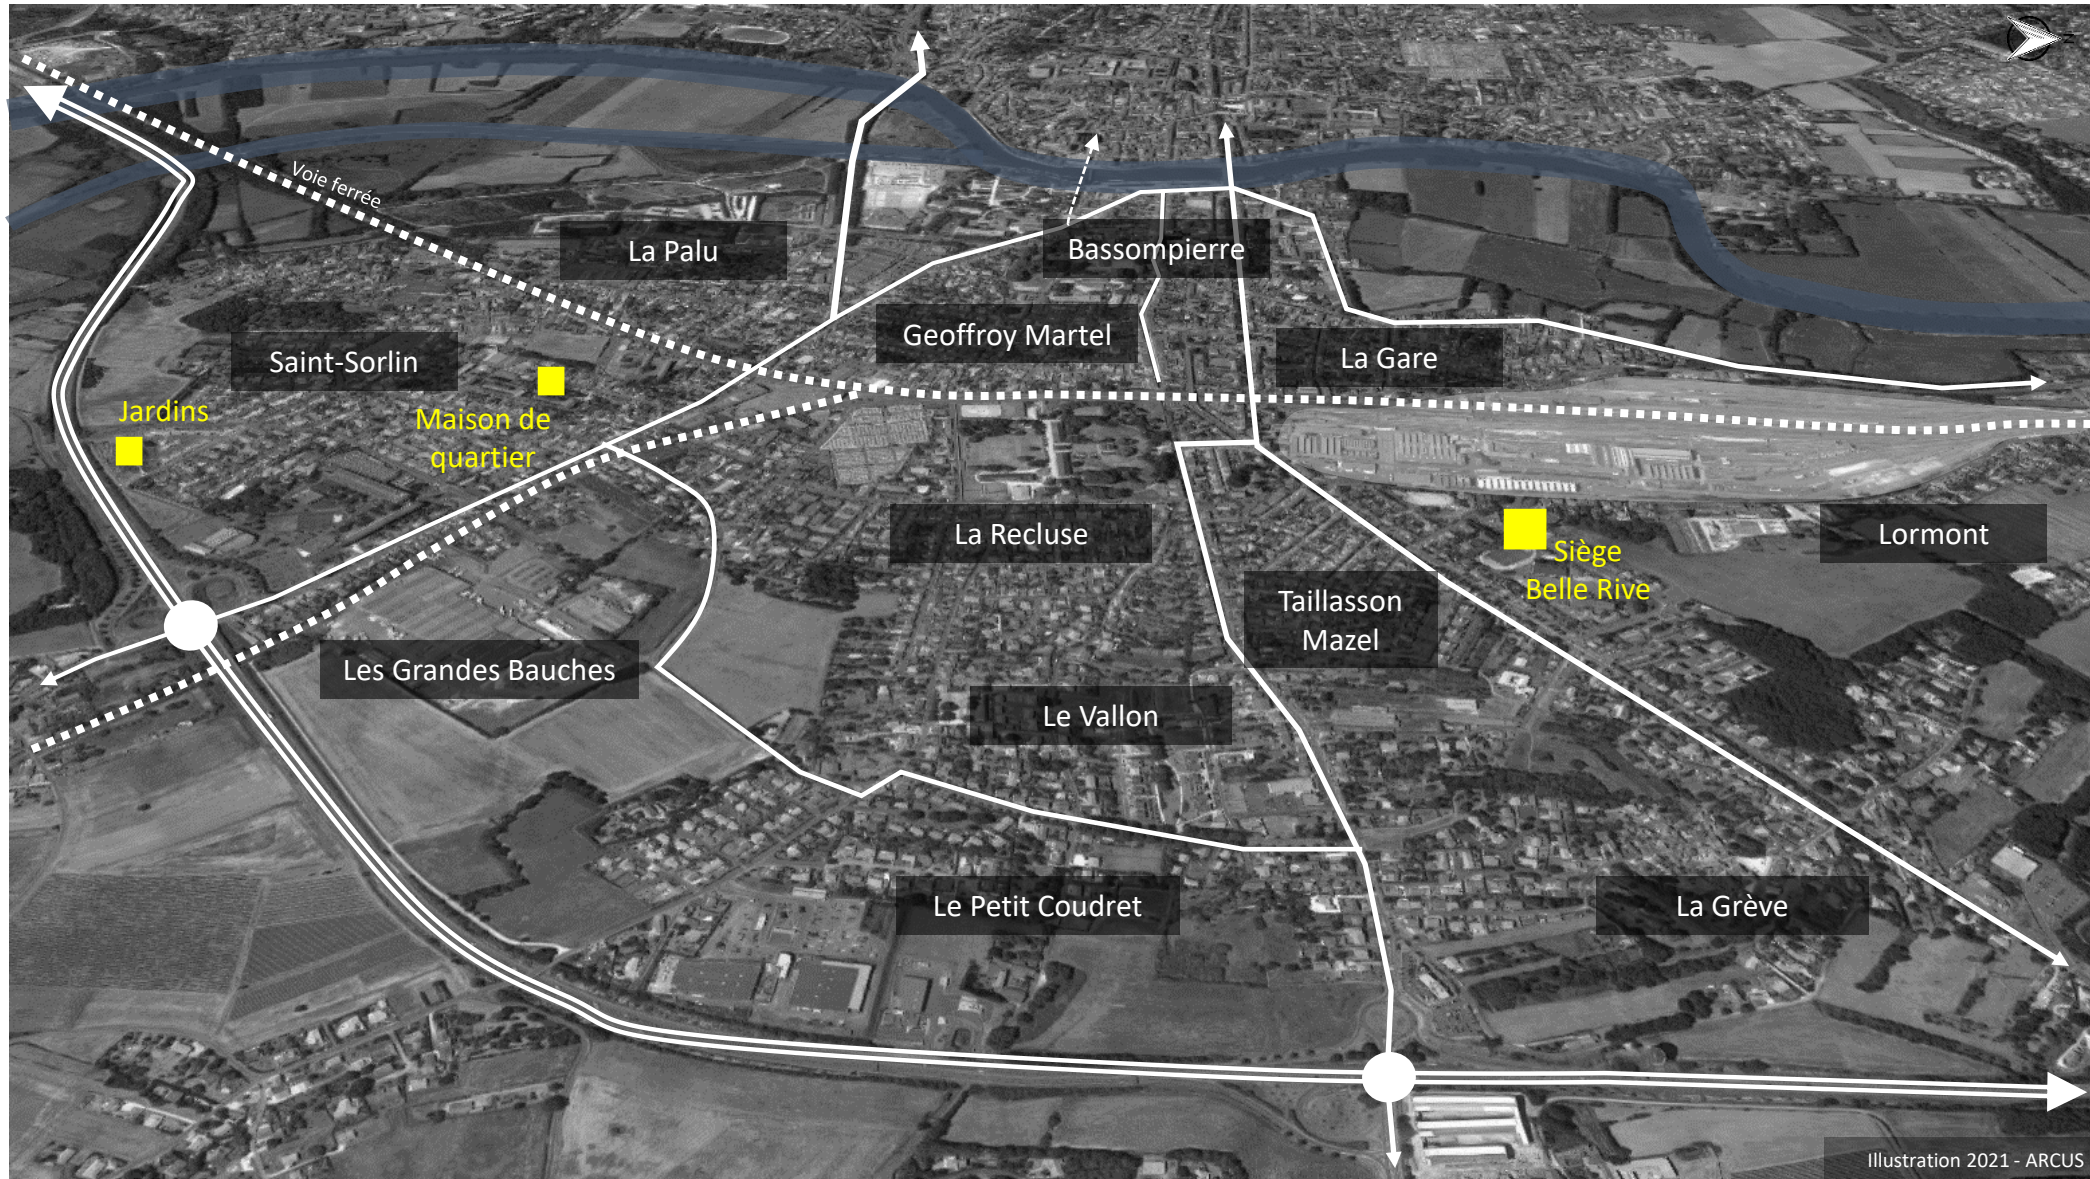 N
Voie ferrée
La Palu
Bassompierre
Geoffroy Martel
La Gare
Saint-Sorlin
Jardins
Maison de
quartier
La Recluse
Lormont
Siège
Belle Rive
Taillasson
Mazel
Les Grandes Bauches
Le Vallon
Le Petit Coudret
La Grève
Illustration 2021 - ARCUS